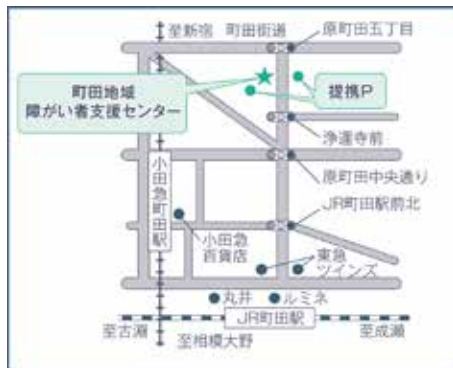 至新宿 町田街道
原町田五丁目
町田地域
障がい者支援センター
提携P
浄運寺前
原町田中央通り
小田急町田駅
JR町田駅前北
小田急
百貨店
東急
ツインズ
丸井
ルミネ
至古淵
JR町田駅
至成瀬
至相模大野